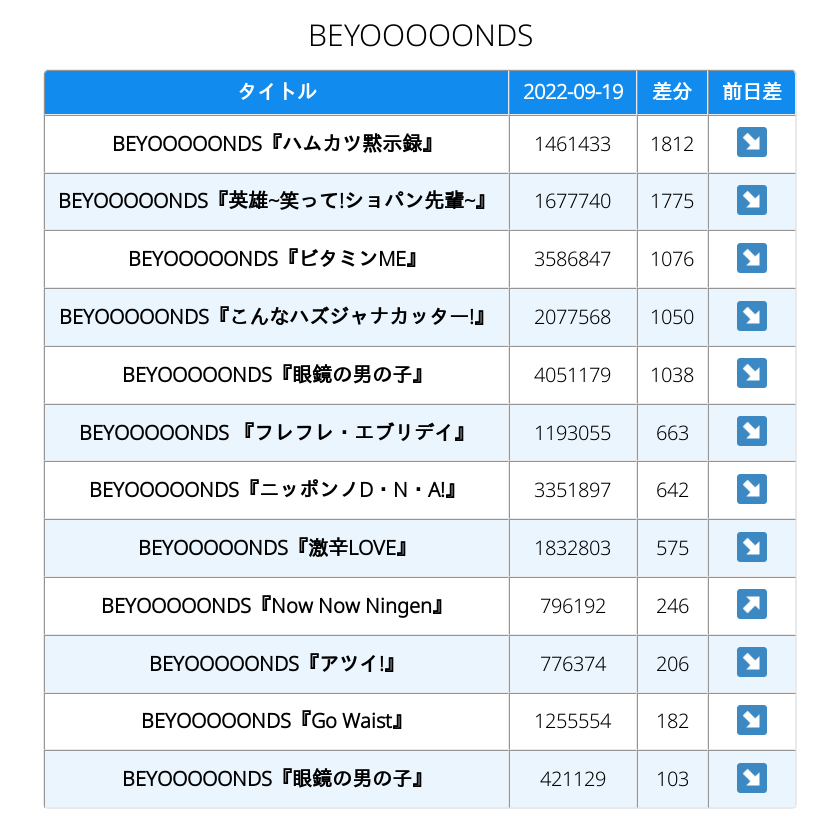 BEYOOOOONDS
タイトル 2022-09-19 差分 前日差
BEYOOOOONDS『ハムカツ黙示録』 1461433 1812 ↘
BEYOOOOONDS『英雄~笑って!ショパン先輩~』 1677740 1775 ↘
BEYOOOOONDS『ビタミンME』 3586847 1076 ↘
BEYOOOOONDS『こんなハズジャナカッター!』 2077568 1050 ↘
BEYOOOOONDS『眼鏡の男の子』 4051179 1038 ↘
BEYOOOOONDS 『フレフレ・エブリデイ』 1193055 663 ↘
BEYOOOOONDS『ニッポンノD・N・A!』 3351897 642 ↘
BEYOOOOONDS『激辛LOVE』 1832803 575 ↘
BEYOOOOONDS『Now Now Ningen』 796192 246 ↗
BEYOOOOONDS『アツイ!』 776374 206 ↘
BEYOOOOONDS『Go Waist』 1255554 182 ↘
BEYOOOOONDS『眼鏡の男の子』 421129 103 ↘